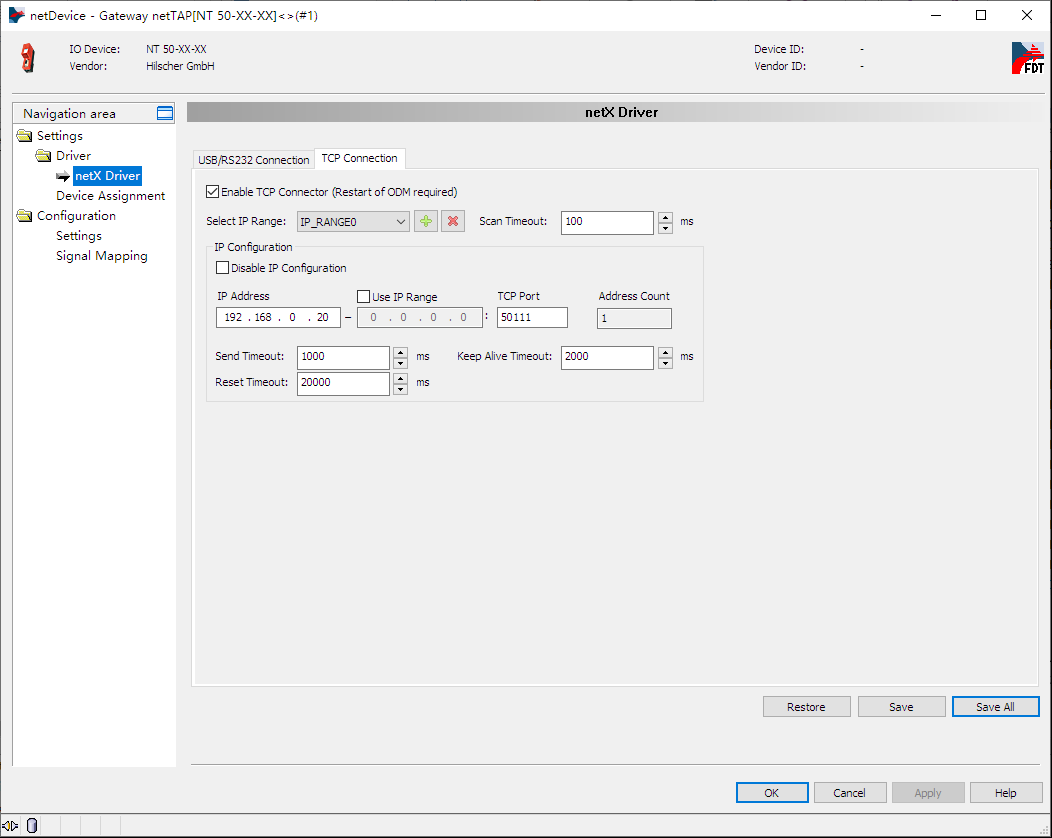 netDevice - Gateway netTAP[NT 50-XX-XX]<>(#1)
IO Device: NT 50-XX-XX Device ID: -
Vendor: Hilscher GmbH Vendor ID: -
FDT
Navigation area
netX Driver
Settings
Driver
netX Driver
Device Assignment
Configuration
Settings
Signal Mapping
USB/RS232 Connection TCP Connection
Enable TCP Connector (Restart of ODM required)
Select IP Range: IP_RANGE0 Scan Timeout: 100 ms
IP Configuration
Disable IP Configuration
IP Address Use IP Range TCP Port Address Count
192 . 168 . 0 . 20 – 0 . 0 . 0 . 0 : 50111 1
Send Timeout: 1000 ms Keep Alive Timeout: 2000 ms
Reset Timeout: 20000 ms
Restore Save Save All
OK Cancel Apply Help